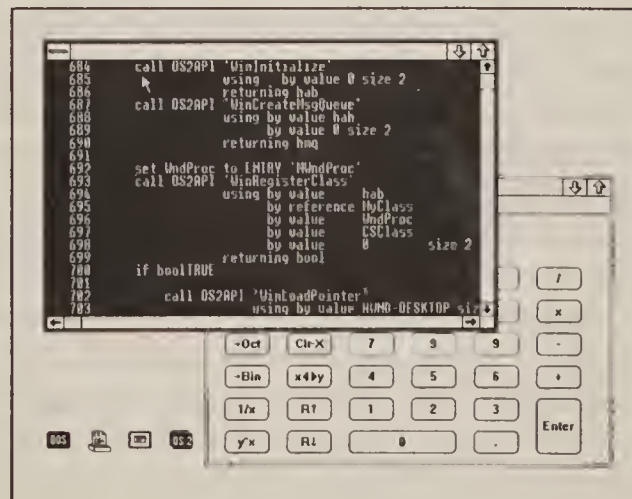 684 call OS2API 'WinInitialize'
685 using by value 0 size 2
686 returning hab
687 call OS2API 'WinCreateMsgQueue'
688 using by value hab
689 by value 0 size 2
690 returning hmq
691
692 set WndProc to ENTRY 'MWndProc'
693 call OS2API 'WinRegisterClass'
694 using by value hab
695 by reference MyClass
696 by value WndProc
697 by value CSClass
698 by value 0 size 2
699 returning bool
700 if boolTRUE
701
702 call OS2API 'WinLoadPointer'
703 using by value HWND-DESKTOP siz
/
x
→Oct Clr X 7 9 9 -
→Bin x4▶y 4 5 6 +
1/x R↑ 1 2 3 Enter
y^x R↓ 0 .
DOS OS 2